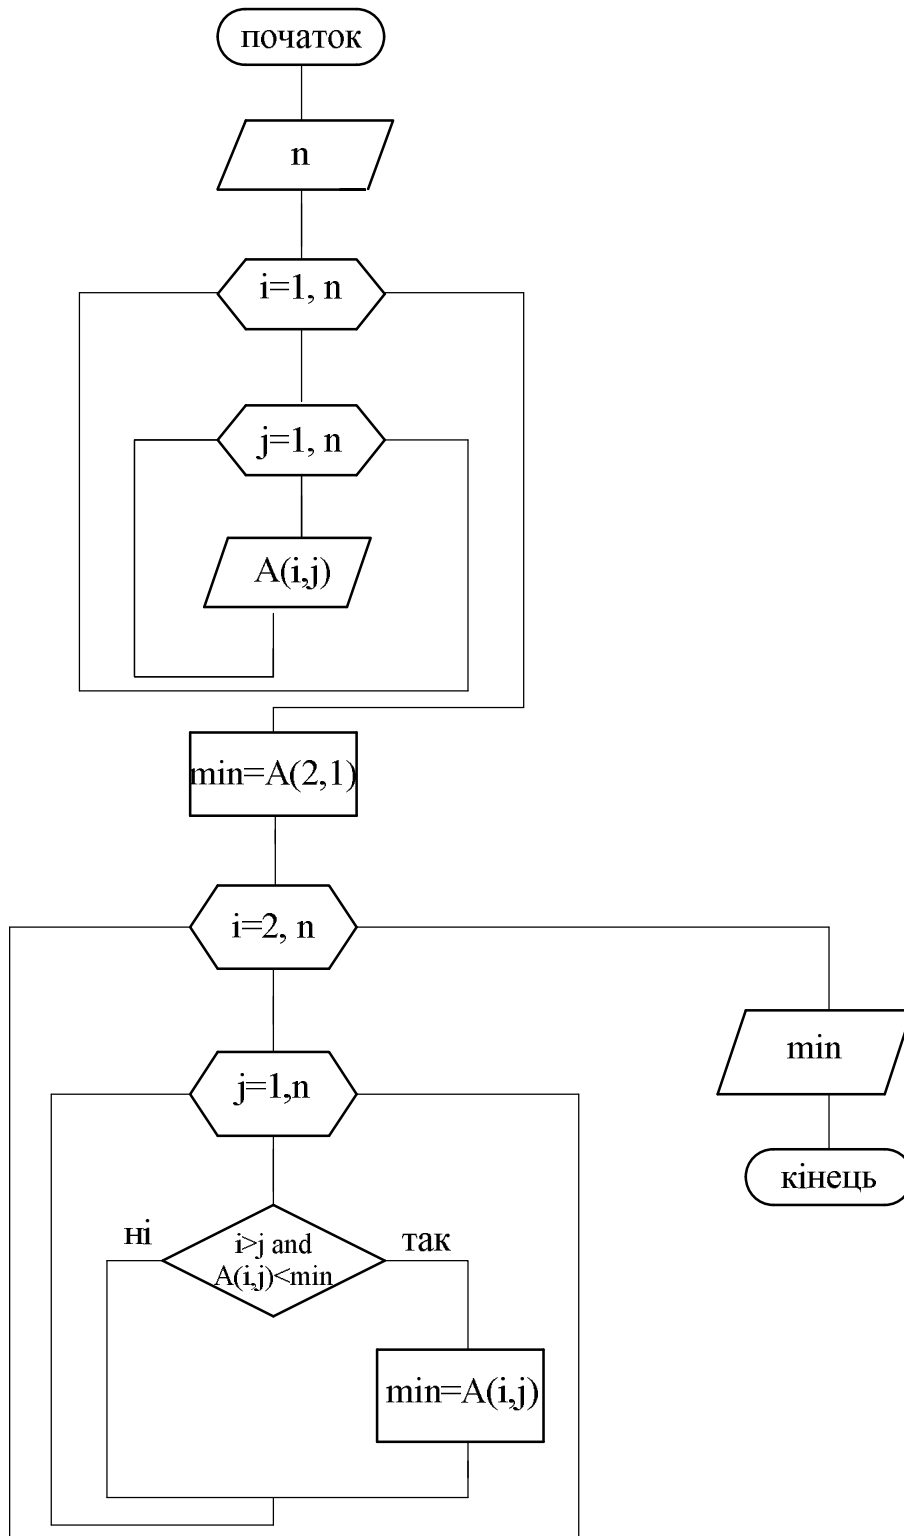 початок
n
i=1, n
j=1, n
A(i,j)
min=A(2,1)
i=2, n
min
j=1,n
кінець
ні
так
i>j and
A(i,j)<min
min=A(i,j)